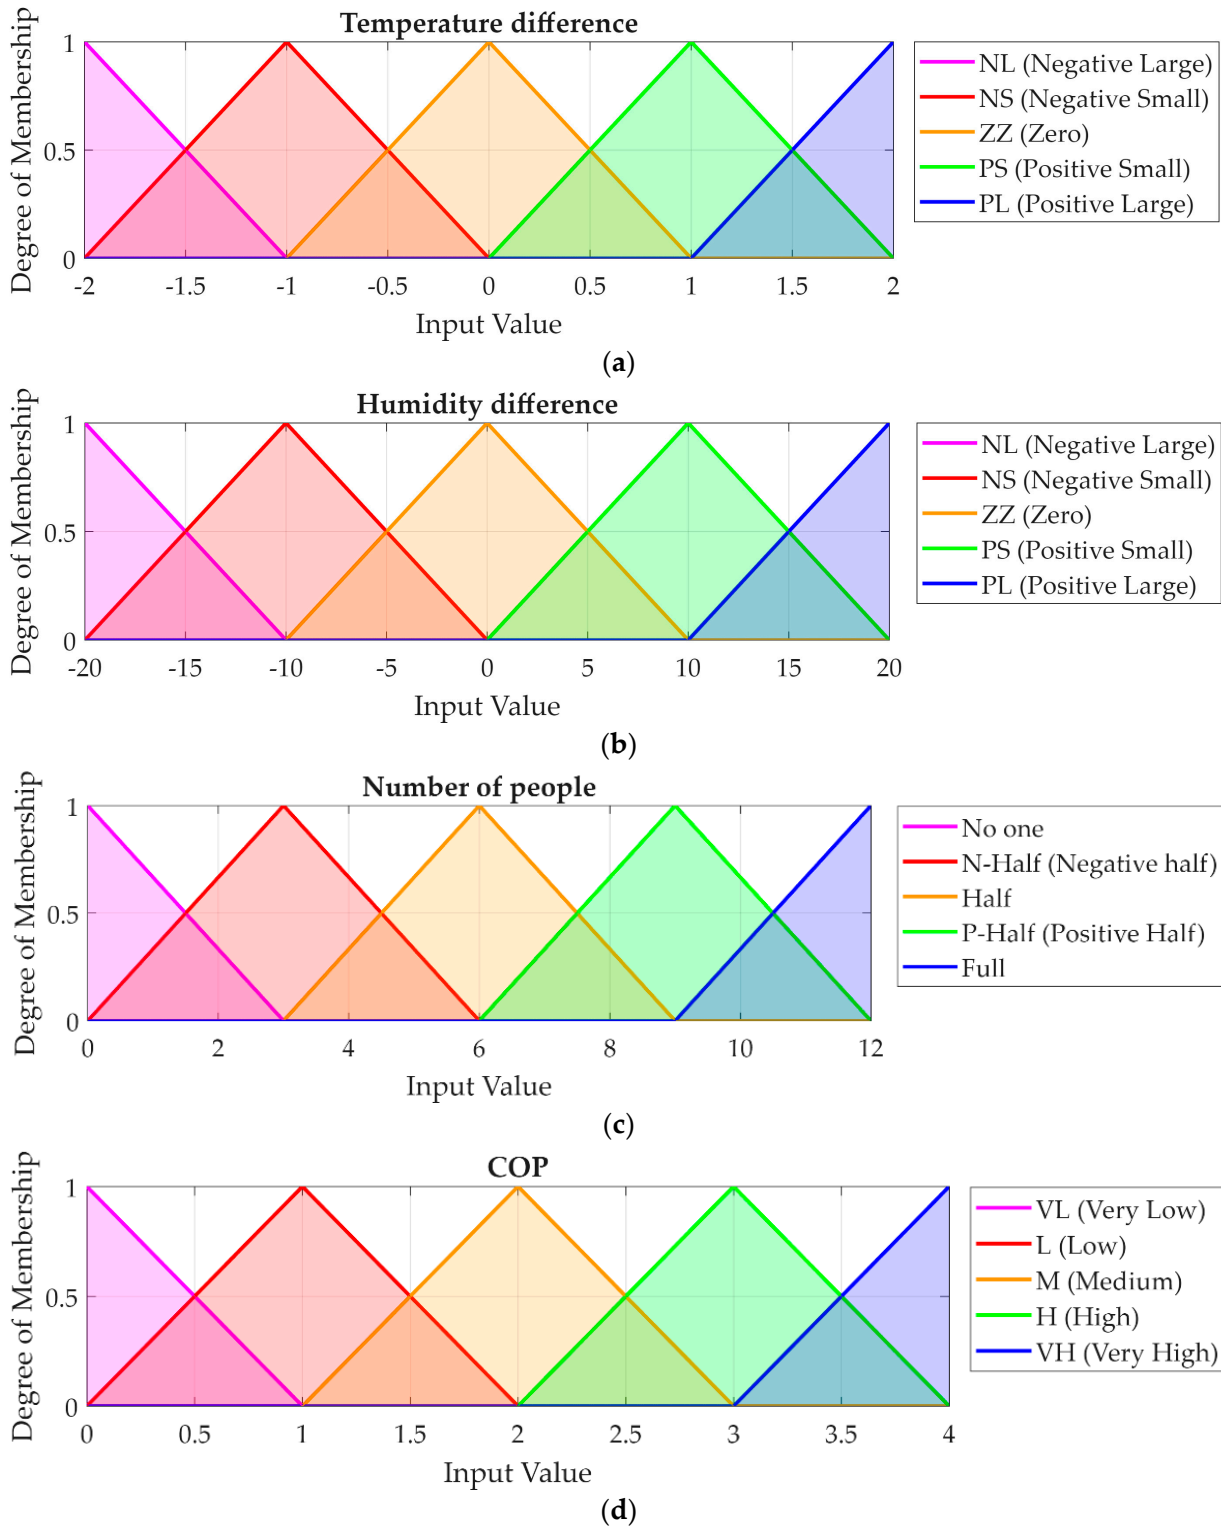 Temperature difference
Degree of Membership
1
0.5
0
-2 -1.5 -1 -0.5 0 0.5 1 1.5 2
Input Value
NL (Negative Large)
NS (Negative Small)
ZZ (Zero)
PS (Positive Small)
PL (Positive Large)
(a)
Humidity difference
Degree of Membership
1
0.5
0
-20 -15 -10 -5 0 5 10 15 20
Input Value
NL (Negative Large)
NS (Negative Small)
ZZ (Zero)
PS (Positive Small)
PL (Positive Large)
(b)
Number of people
Degree of Membership
1
0.5
0
0 2 4 6 8 10 12
Input Value
No one
N-Half (Negative half)
Half
P-Half (Positive Half)
Full
(c)
COP
Degree of Membership
1
0.5
0
0 0.5 1 1.5 2 2.5 3 3.5 4
Input Value
VL (Very Low)
L (Low)
M (Medium)
H (High)
VH (Very High)
(d)